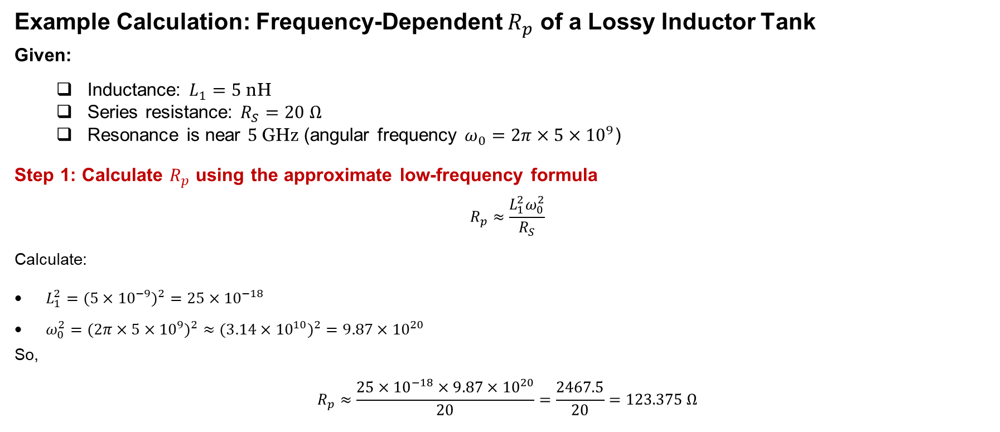 Example Calculation: Frequency-Dependent R_p of a Lossy Inductor Tank
Given:
❑ Inductance: L_1 = 5 nH
❑ Series resistance: R_S = 20 Ω
❑ Resonance is near 5 GHz (angular frequency ω_0 = 2π × 5 × 10^9)
Step 1: Calculate R_p using the approximate low-frequency formula
R_p ≈ L_1^2 ω_0^2 / R_S
Calculate:
• L_1^2 = (5 × 10^−9)^2 = 25 × 10^−18
• ω_0^2 = (2π × 5 × 10^9)^2 ≈ (3.14 × 10^10)^2 = 9.87 × 10^20
So,
R_p ≈ 25 × 10^−18 × 9.87 × 10^20 / 20 = 2467.5 / 20 = 123.375 Ω